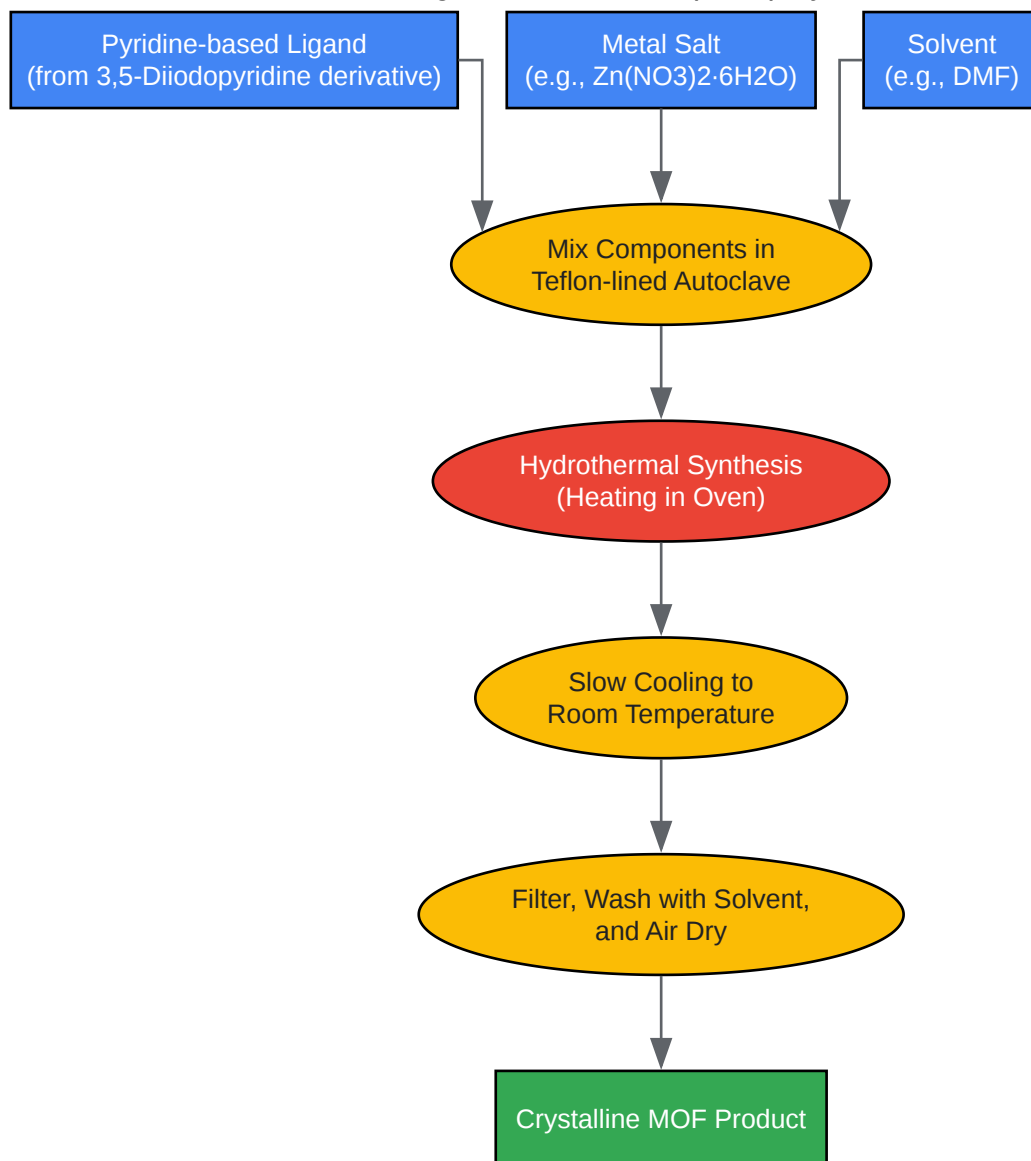 Pyridine-based Ligand
(from 3,5-Diiodopyridine derivative)
Metal Salt
(e.g., Zn(NO3)2·6H2O)
Solvent
(e.g., DMF)
Mix Components in
Teflon-lined Autoclave
Hydrothermal Synthesis
(Heating in Oven)
Slow Cooling to
Room Temperature
Filter, Wash with Solvent,
and Air Dry
Crystalline MOF Product